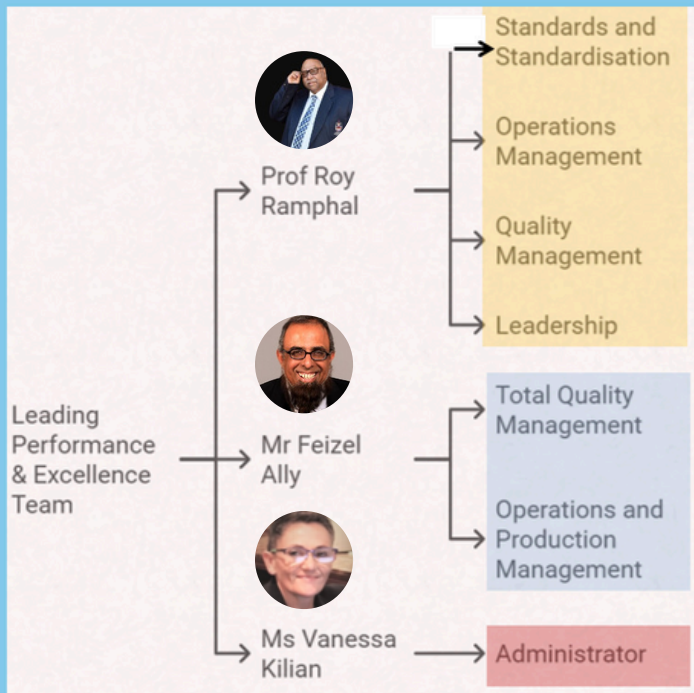 Leading
Performance
& Excellence
Team
Prof Roy
Ramphal
Standards and
Standardisation
Operations
Management
Quality
Management
Leadership
Mr Feizel
Ally
Total Quality
Management
Operations and
Production
Management
Ms Vanessa
Kilian
Administrator